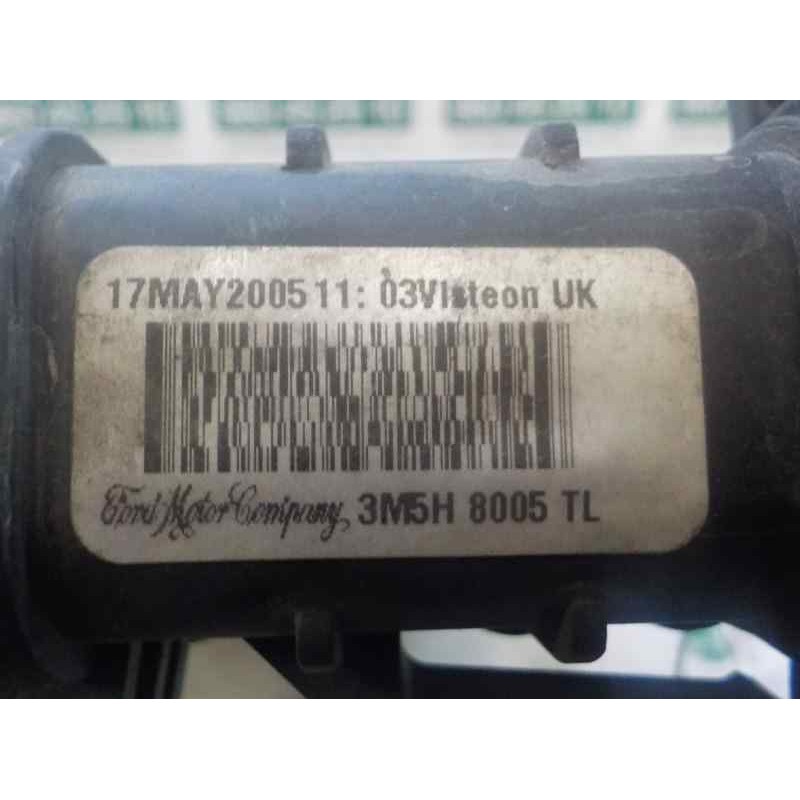 17MAY2005 11: 03Visteon UK
Ford Motor Company 3M5H 8005 TL